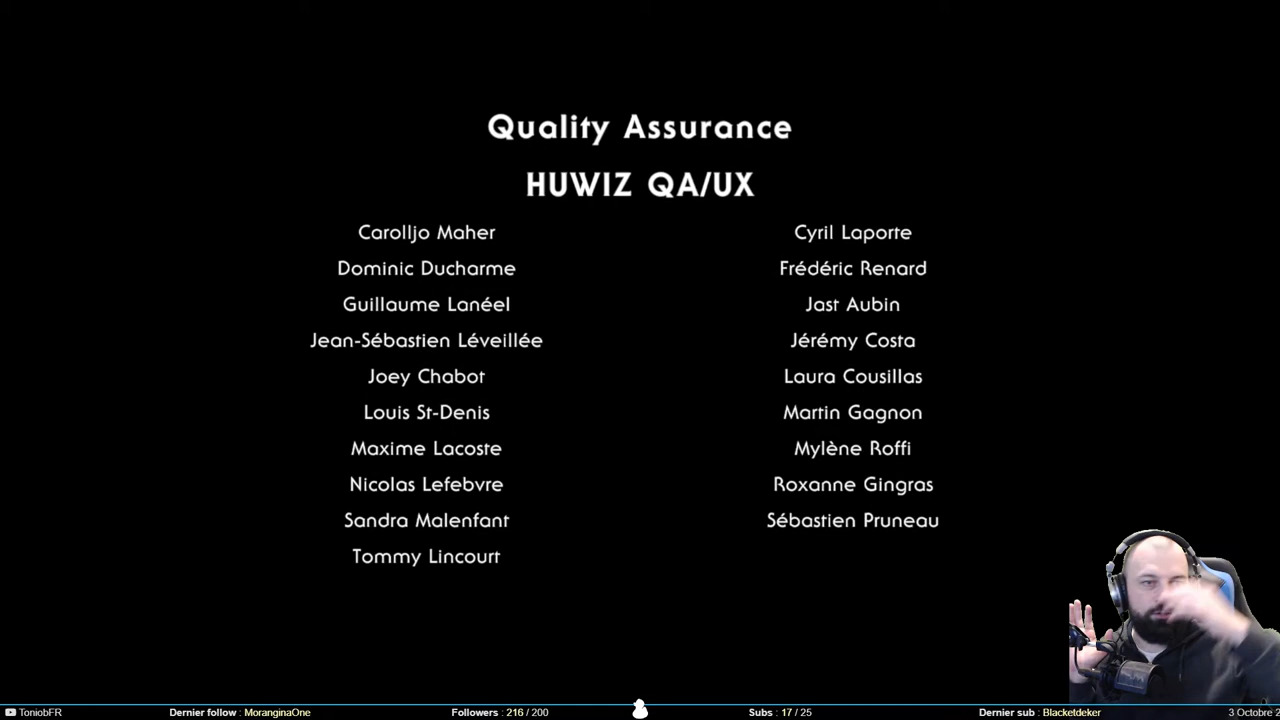 Quality Assurance
HUWIZ QA/UX
Carolljo Maher
Dominic Ducharme
Guillaume Lanéel
Jean-Sébastien Léveillée
Joey Chabot
Louis St-Denis
Maxime Lacoste
Nicolas Lefebvre
Sandra Malenfant
Tommy Lincourt
Cyril Laporte
Frédéric Renard
Jast Aubin
Jérémy Costa
Laura Cousillas
Martin Gagnon
Mylène Roffi
Roxanne Gingras
Sébastien Pruneau
ToniobFR Dernier follow : MoranginaOne Followers : 216 / 200 Subs : 17 / 25 Dernier sub : Blacketdeker 3 Octobre 2